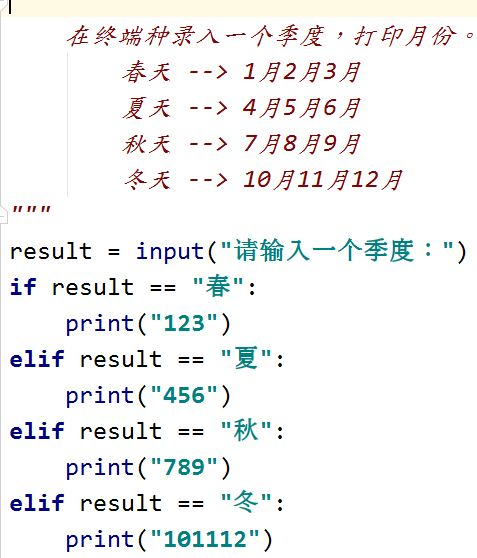 在终端种录入一个季度，打印月份。
春天 --> 1月2月3月
夏天 --> 4月5月6月
秋天 --> 7月8月9月
冬天 --> 10月11月12月
"""
result = input("请输入一个季度：")
if result == "春":
    print("123")
elif result == "夏":
    print("456")
elif result == "秋":
    print("789")
elif result == "冬":
    print("101112")